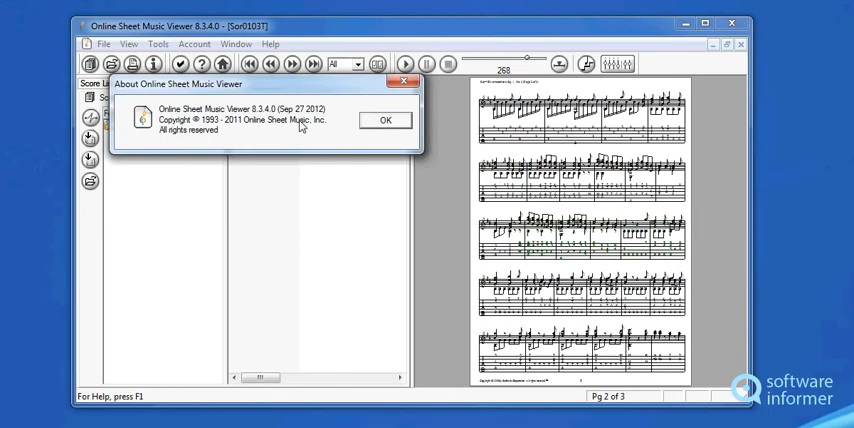 Online Sheet Music Viewer 8.3.4.0 - [Sor0103T]
File View Tools Account Window Help
All
268
About Online Sheet Music Viewer
Score Li
Online Sheet Music Viewer 8.3.4.0 (Sep 27 2012)
Copyright © 1993 - 2011 Online Sheet Music, Inc.
All rights reserved
OK
For Help, press F1
Pg 2 of 3
software
informer